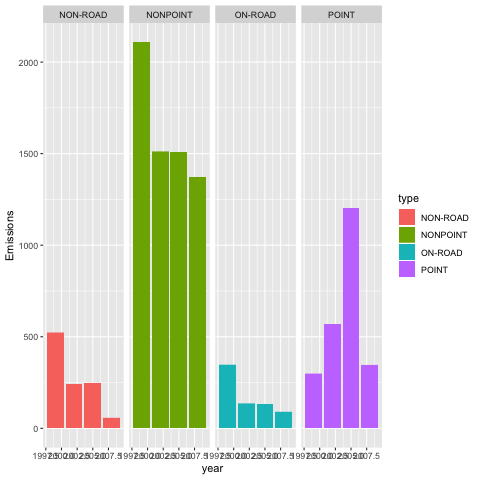 NON-ROAD NONPOINT ON-ROAD POINT
2000
1500
1000
500
0
Emissions
year
type
NON-ROAD
NONPOINT
ON-ROAD
POINT